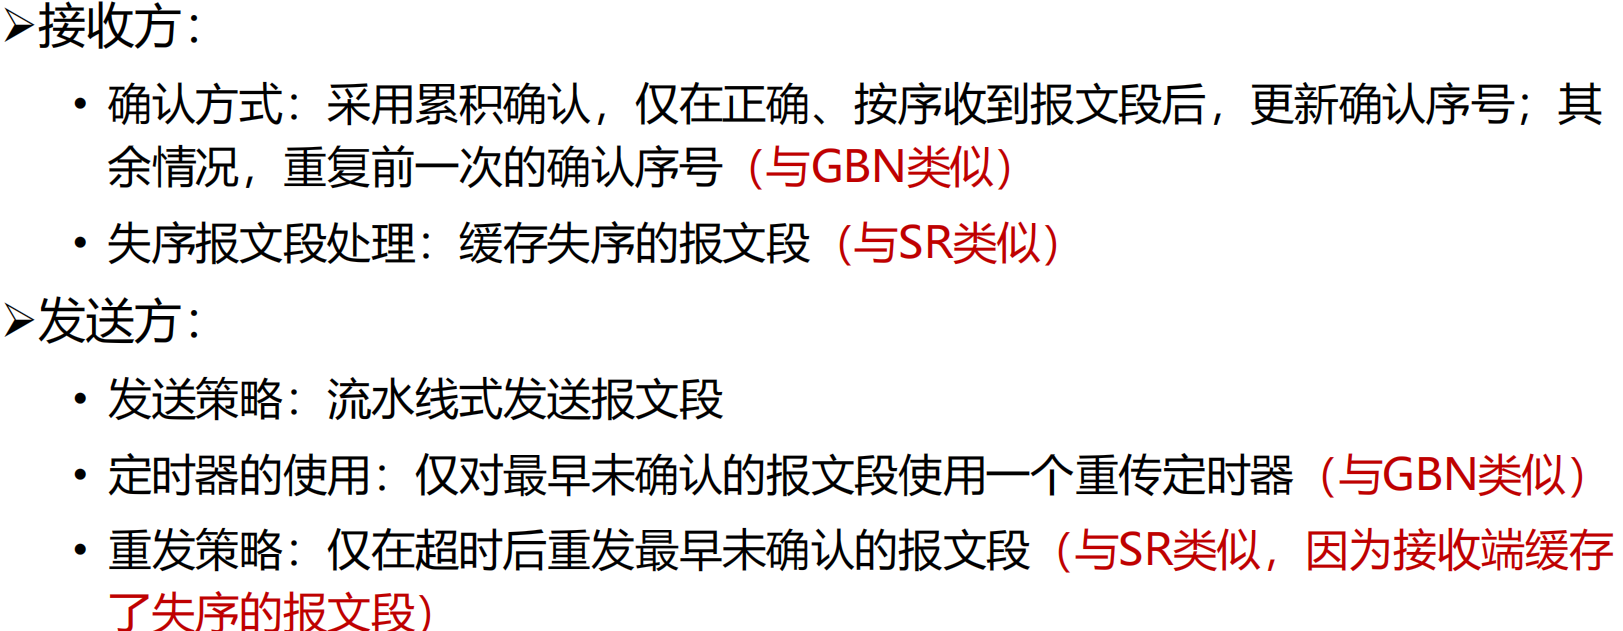 ➢接收方：
• 确认方式：采用累积确认，仅在正确、按序收到报文段后，更新确认序号；其
余情况，重复前一次的确认序号（与GBN类似）
• 失序报文段处理：缓存失序的报文段（与SR类似）
➢发送方：
• 发送策略：流水线式发送报文段
• 定时器的使用：仅对最早未确认的报文段使用一个重传定时器（与GBN类似）
• 重发策略：仅在超时后重发最早未确认的报文段（与SR类似，因为接收端缓存
了失序的报文段）